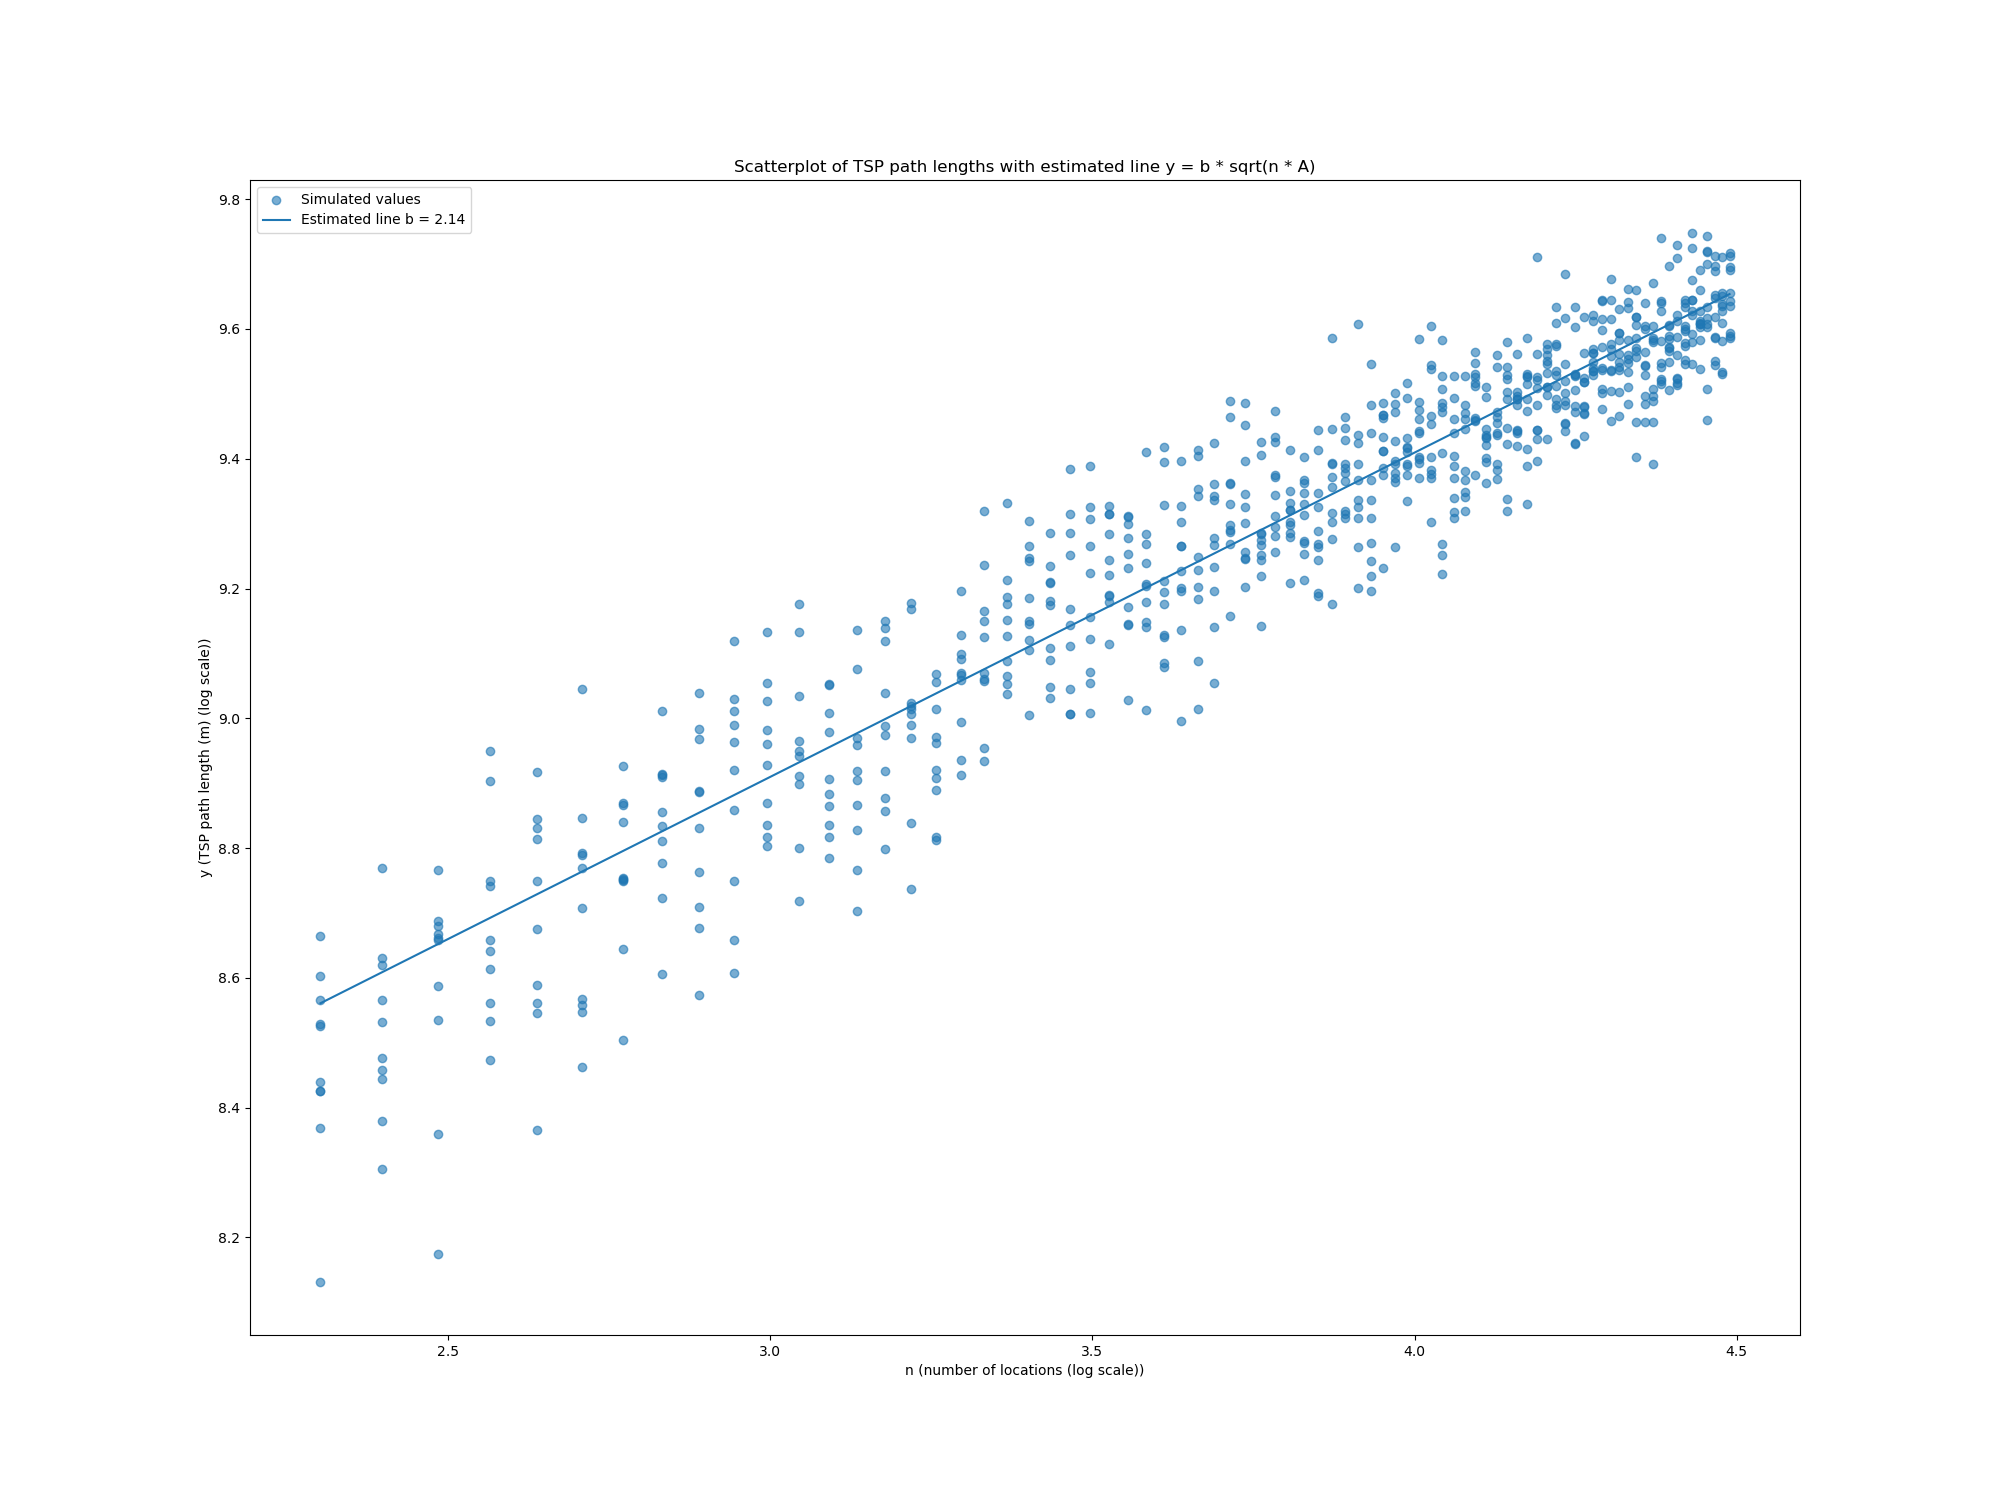 Scatterplot of TSP path lengths with estimated line y = b * sqrt(n * A)
Simulated values
Estimated line b = 2.14
9.8
9.6
9.4
9.2
9.0
8.8
8.6
8.4
8.2
y (TSP path length (m) (log scale))
2.5
3.0
3.5
4.0
4.5
n (number of locations (log scale))